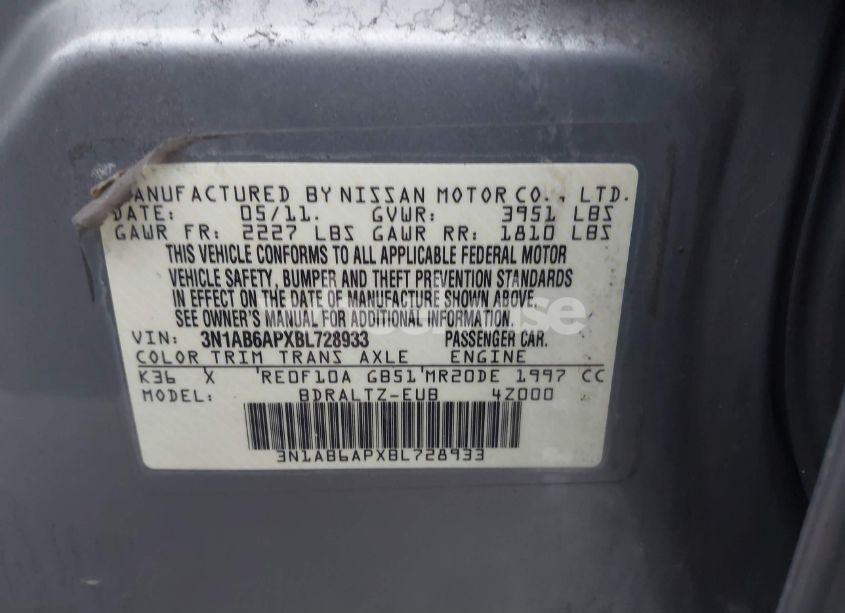 MANUFACTURED BY NISSAN MOTOR CO., LTD.
DATE: 05/11. GVWR: 3951 LBS
GAWR FR: 2227 LBS GAWR RR: 1810 LBS
THIS VEHICLE CONFORMS TO ALL APPLICABLE FEDERAL MOTOR
VEHICLE SAFETY, BUMPER AND THEFT PREVENTION STANDARDS
IN EFFECT ON THE DATE OF MANUFACTURE SHOWN ABOVE.
SEE OWNER'S MANUAL FOR ADDITIONAL INFORMATION.
VIN: 3N1AB6APXBL728933 PASSENGER CAR.
COLOR TRIM TRANS AXLE ENGINE
K36 X 'RE0F10A GB51'MR20DE 1997 CC
MODEL: BDRALTZ-EUB 4Z000
3N1AB6APXBL728933